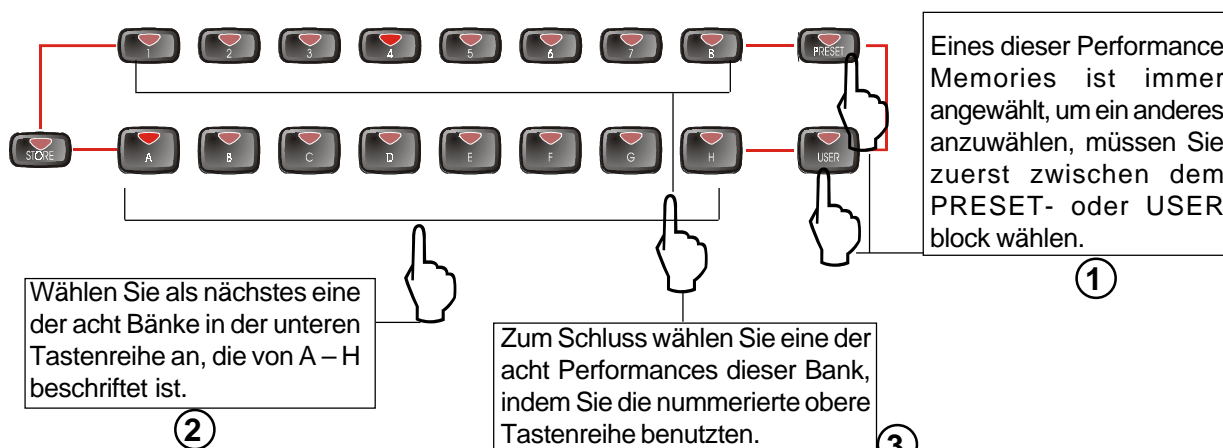 1 2 3 4 5 6 7 8 PRESET
STORE A B C D E F G H USER
Eines dieser Performance
Memories ist immer
angewählt, um ein anderes
anzuwählen, müssen Sie
zuerst zwischen dem
PRESET- oder USER
block wählen.
1
Wählen Sie als nächstes eine
der acht Bänke in der unteren
Tastenreihe an, die von A – H
beschriftet ist.
2
Zum Schluss wählen Sie eine der
acht Performances dieser Bank,
indem Sie die nummerierte obere
Tastenreihe benutzten.
3